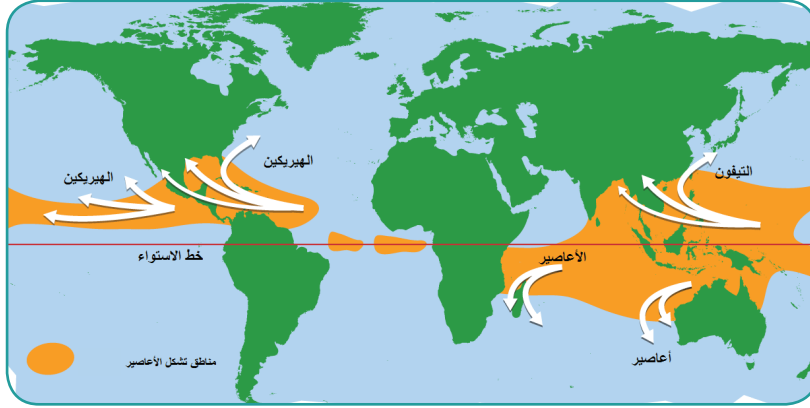 الهيريكين
الهيريكين
التيفون
خط الاستواء
الأعاصير
أعاصير
مناطق تشكل الأعاصير